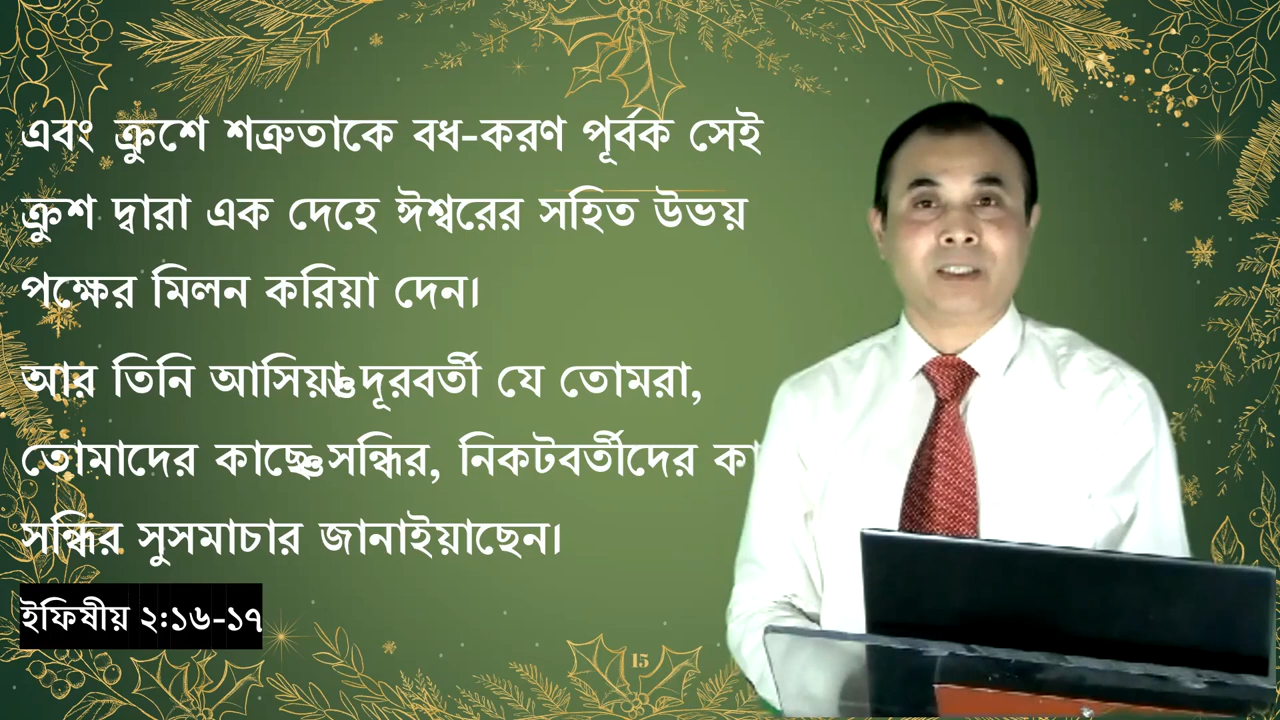 এবং ক্রুশে শত্রুতাকে বধ-করণ পূর্বক সেই
ক্রুশ দ্বারা এক দেহে ঈশ্বরের সহিত উভয়
পক্ষের মিলন করিয়া দেন।
আর তিনি আসিয়া দূরবর্তী যে তোমরা,
তোমাদের কাছে সন্ধির, নিকটবর্তীদের কা
সন্ধির সুসমাচার জানাইয়াছেন।
ইফিষীয় ২:১৬-১৭
15